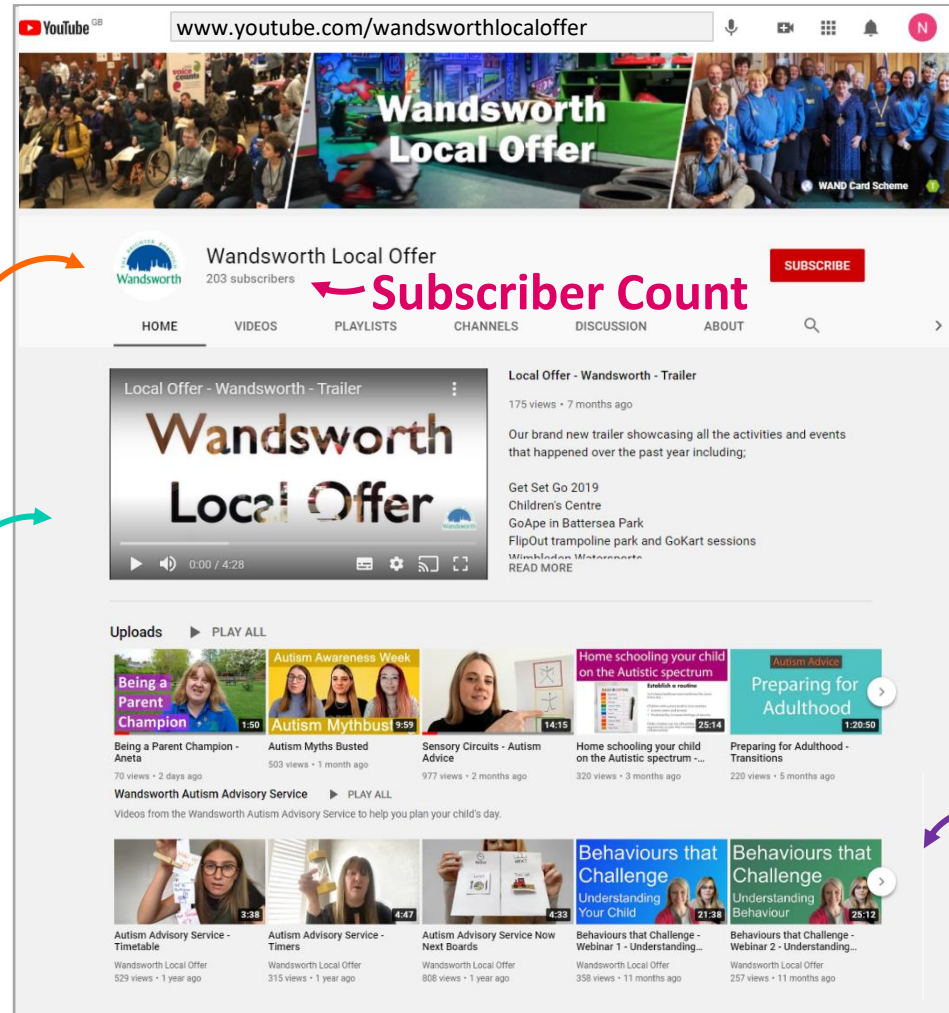 YouTube GB
www.youtube.com/wandsworthlocaloffer
N
voice
counts
Wandsworth
Local Offer
WAND Card Scheme
THE BRIGHTER BOROUGH
Wandsworth
Wandsworth Local Offer
203 subscribers
Subscriber Count
SUBSCRIBE
HOME VIDEOS PLAYLISTS CHANNELS DISCUSSION ABOUT
Local Offer - Wandsworth - Trailer
Wandsworth
Local Offer
Wandsworth
0:00 / 4:28
Local Offer - Wandsworth - Trailer
175 views • 7 months ago
Our brand new trailer showcasing all the activities and events
that happened over the past year including;
Get Set Go 2019
Children's Centre
GoApe in Battersea Park
FlipOut trampoline park and GoKart sessions
Wimbledon Watersports
READ MORE
Uploads PLAY ALL
Being a
Parent
Champion
1:50
Being a Parent Champion -
Aneta
70 views • 2 days ago
Autism Awareness Week
Autism Mythbust
9:59
Autism Myths Busted
503 views • 1 month ago
14:15
Sensory Circuits - Autism
Advice
977 views • 2 months ago
Home schooling your child
on the Autistic spectrum
Establish a routine
25:14
Home schooling your child
on the Autistic spectrum -...
320 views • 3 months ago
Autism Advice
Preparing for
Adulthood
1:20:50
Preparing for Adulthood -
Transitions
220 views • 5 months ago
Wandsworth Autism Advisory Service PLAY ALL
Videos from the Wandsworth Autism Advisory Service to help you plan your child's day.
3:38
Autism Advisory Service -
Timetable
Wandsworth Local Offer
529 views • 1 year ago
4:47
Autism Advisory Service -
Timers
Wandsworth Local Offer
315 views • 1 year ago
4:33
Autism Advisory Service Now
Next Boards
Wandsworth Local Offer
808 views • 1 year ago
Behaviours that
Challenge
Understanding
Your Child
21:38
Behaviours that Challenge -
Webinar 1 - Understanding...
Wandsworth Local Offer
358 views • 11 months ago
Behaviours that
Challenge
Understanding
Behaviour
25:12
Behaviours that Challenge -
Webinar 2 - Understanding...
Wandsworth Local Offer
257 views • 11 months ago